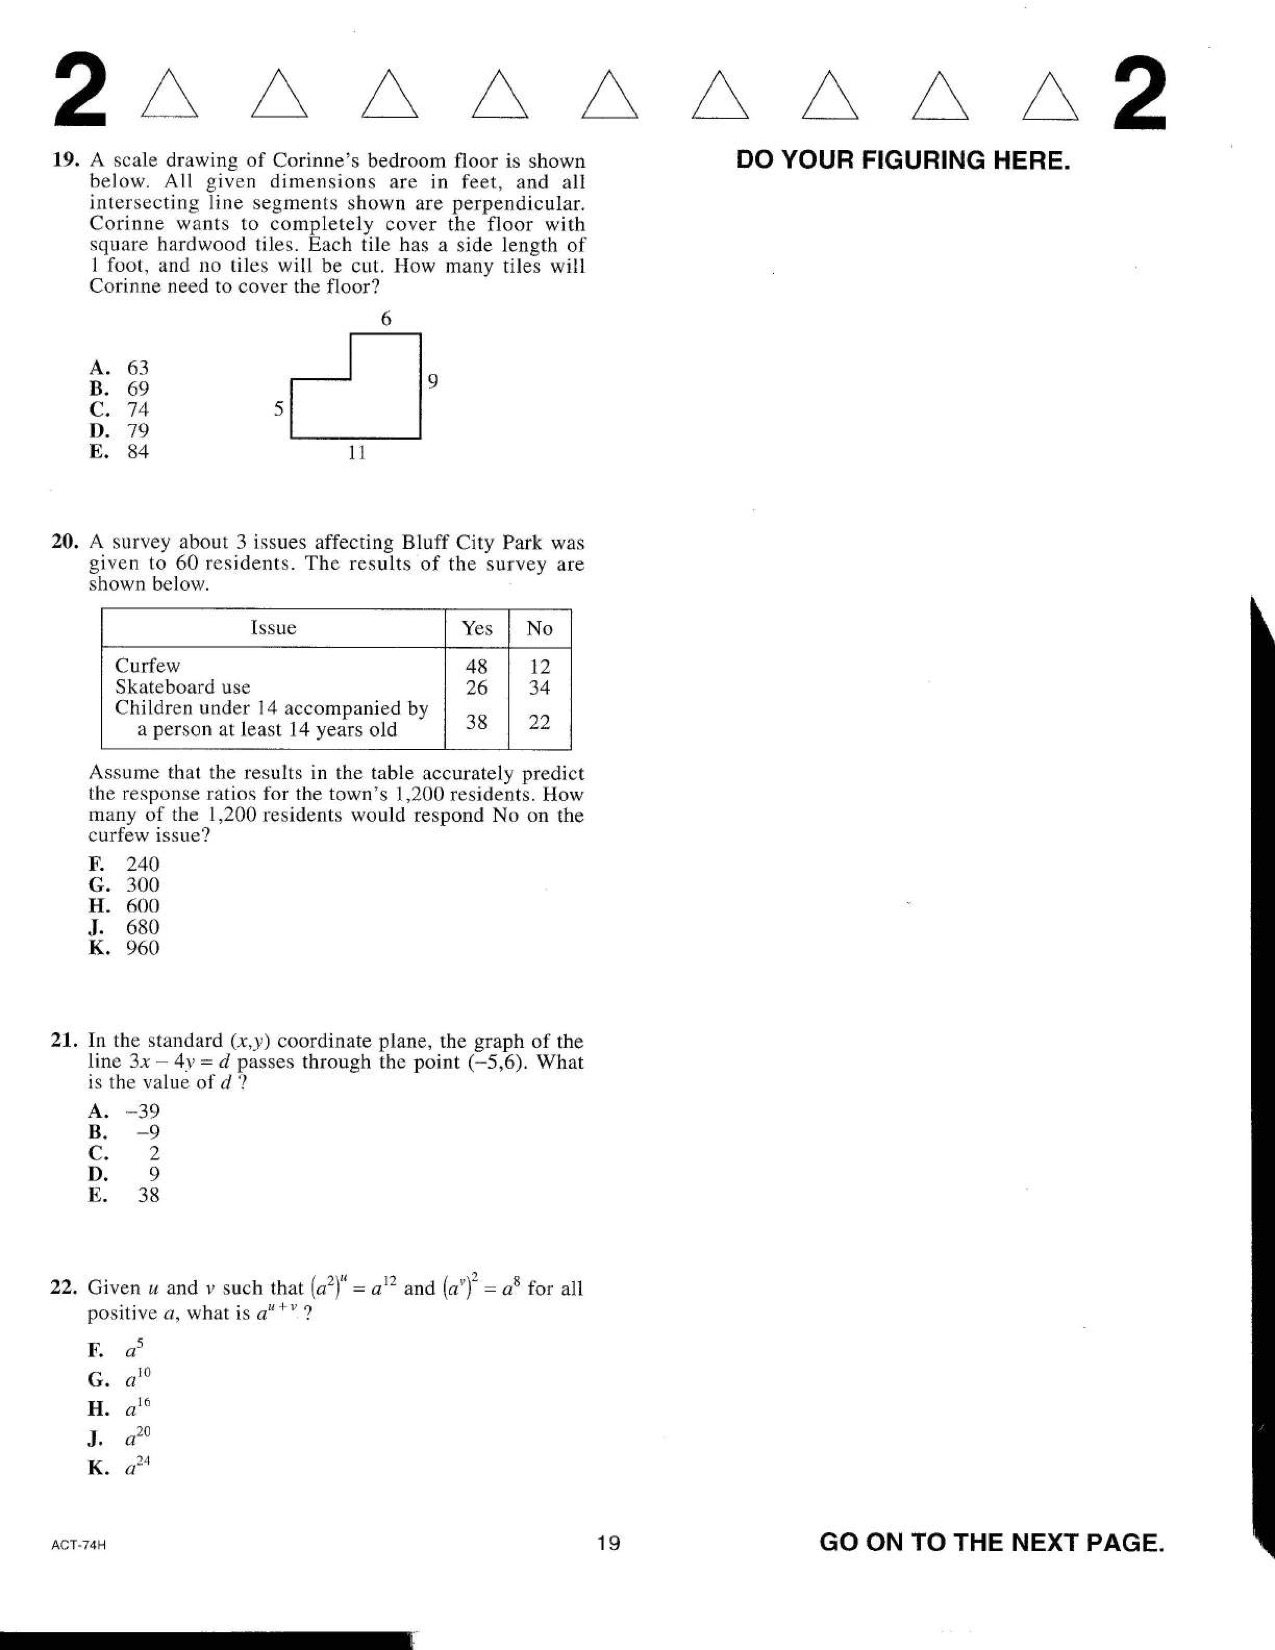 2 2
19. A scale drawing of Corinne's bedroom floor is shown
below. All given dimensions are in feet, and all
intersecting line segments shown are perpendicular.
Corinne wants to completely cover the floor with
square hardwood tiles. Each tile has a side length of
1 foot, and no tiles will be cut. How many tiles will
Corinne need to cover the floor?
A. 63
B. 69
C. 74
D. 79
E. 84
6
9
5
11
20. A survey about 3 issues affecting Bluff City Park was
given to 60 residents. The results of the survey are
shown below.
Issue Yes No
Curfew 48 12
Skateboard use 26 34
Children under 14 accompanied by
a person at least 14 years old 38 22
Assume that the results in the table accurately predict
the response ratios for the town's 1,200 residents. How
many of the 1,200 residents would respond No on the
curfew issue?
F. 240
G. 300
H. 600
J. 680
K. 960
21. In the standard (x,y) coordinate plane, the graph of the
line 3x – 4y = d passes through the point (–5,6). What
is the value of d ?
A. –39
B. –9
C. 2
D. 9
E. 38
22. Given u and v such that (a²)ᵘ = a¹² and (aᵛ)² = a⁸ for all
positive a, what is aᵘ⁺ᵛ ?
F. a⁵
G. a¹⁰
H. a¹⁶
J. a²⁰
K. a²⁴
DO YOUR FIGURING HERE.
ACT-74H
19
GO ON TO THE NEXT PAGE.